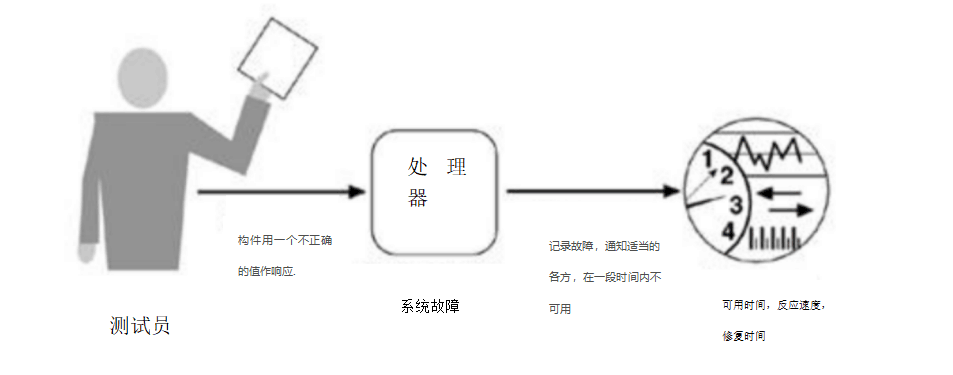 处 理
器
1
2
3
4
构件用一个不正确
的值作响应.
记录故障，通知适当的
各方，在一段时间内不
可用
系统故障
可用时间，反应速度，
修复时间
测试员